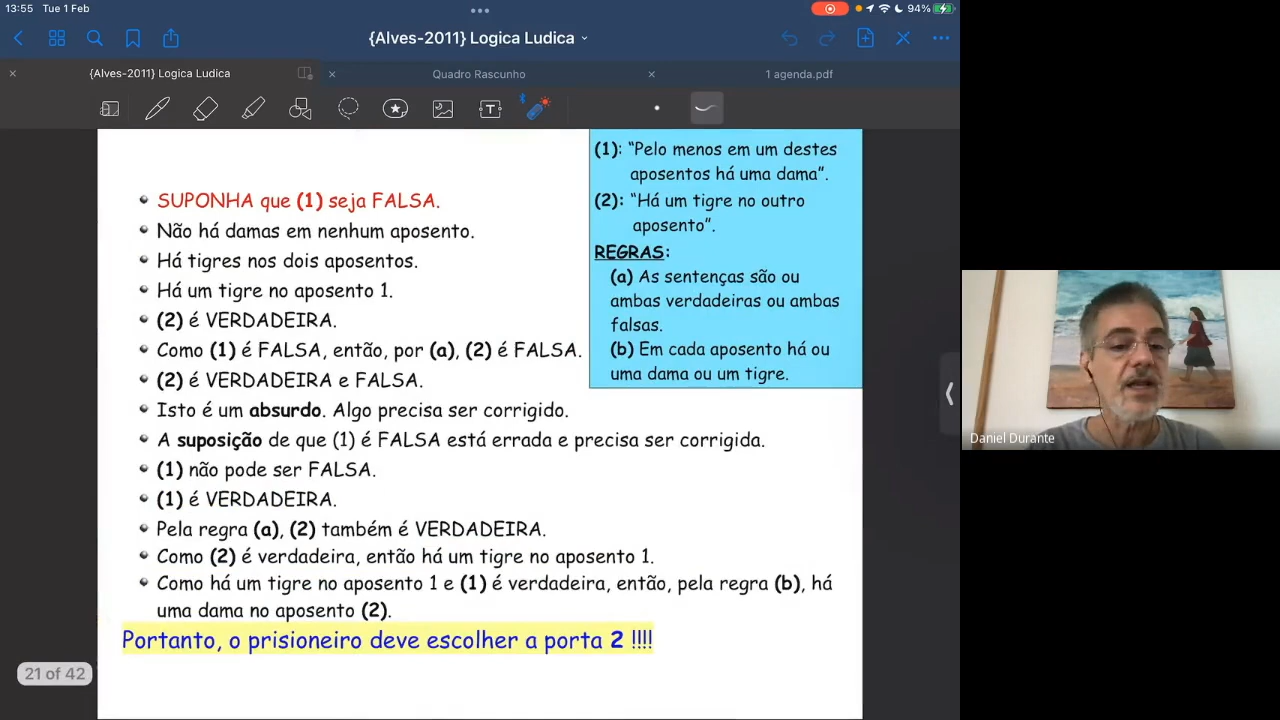 13:55 Tue 1 Feb
94%
{Alves-2011} Logica Ludica
{Alves-2011} Logica Ludica
Quadro Rascunho
1 agenda.pdf
T
SUPONHA que (1) seja FALSA.
Não há damas em nenhum aposento.
Há tigres nos dois aposentos.
Há um tigre no aposento 1.
(2) é VERDADEIRA.
Como (1) é FALSA, então, por (a), (2) é FALSA.
(2) é VERDADEIRA e FALSA.
Isto é um absurdo. Algo precisa ser corrigido.
A suposição de que (1) é FALSA está errada e precisa ser corrigida.
(1) não pode ser FALSA.
(1) é VERDADEIRA.
Pela regra (a), (2) também é VERDADEIRA.
Como (2) é verdadeira, então há um tigre no aposento 1.
Como há um tigre no aposento 1 e (1) é verdadeira, então, pela regra (b), há
uma dama no aposento (2).
Portanto, o prisioneiro deve escolher a porta 2 !!!!
(1): “Pelo menos em um destes
aposentos há uma dama”.
(2): “Há um tigre no outro
aposento”.
REGRAS:
(a) As sentenças são ou
ambas verdadeiras ou ambas
falsas.
(b) Em cada aposento há ou
uma dama ou um tigre.
21 of 42
Daniel Durante